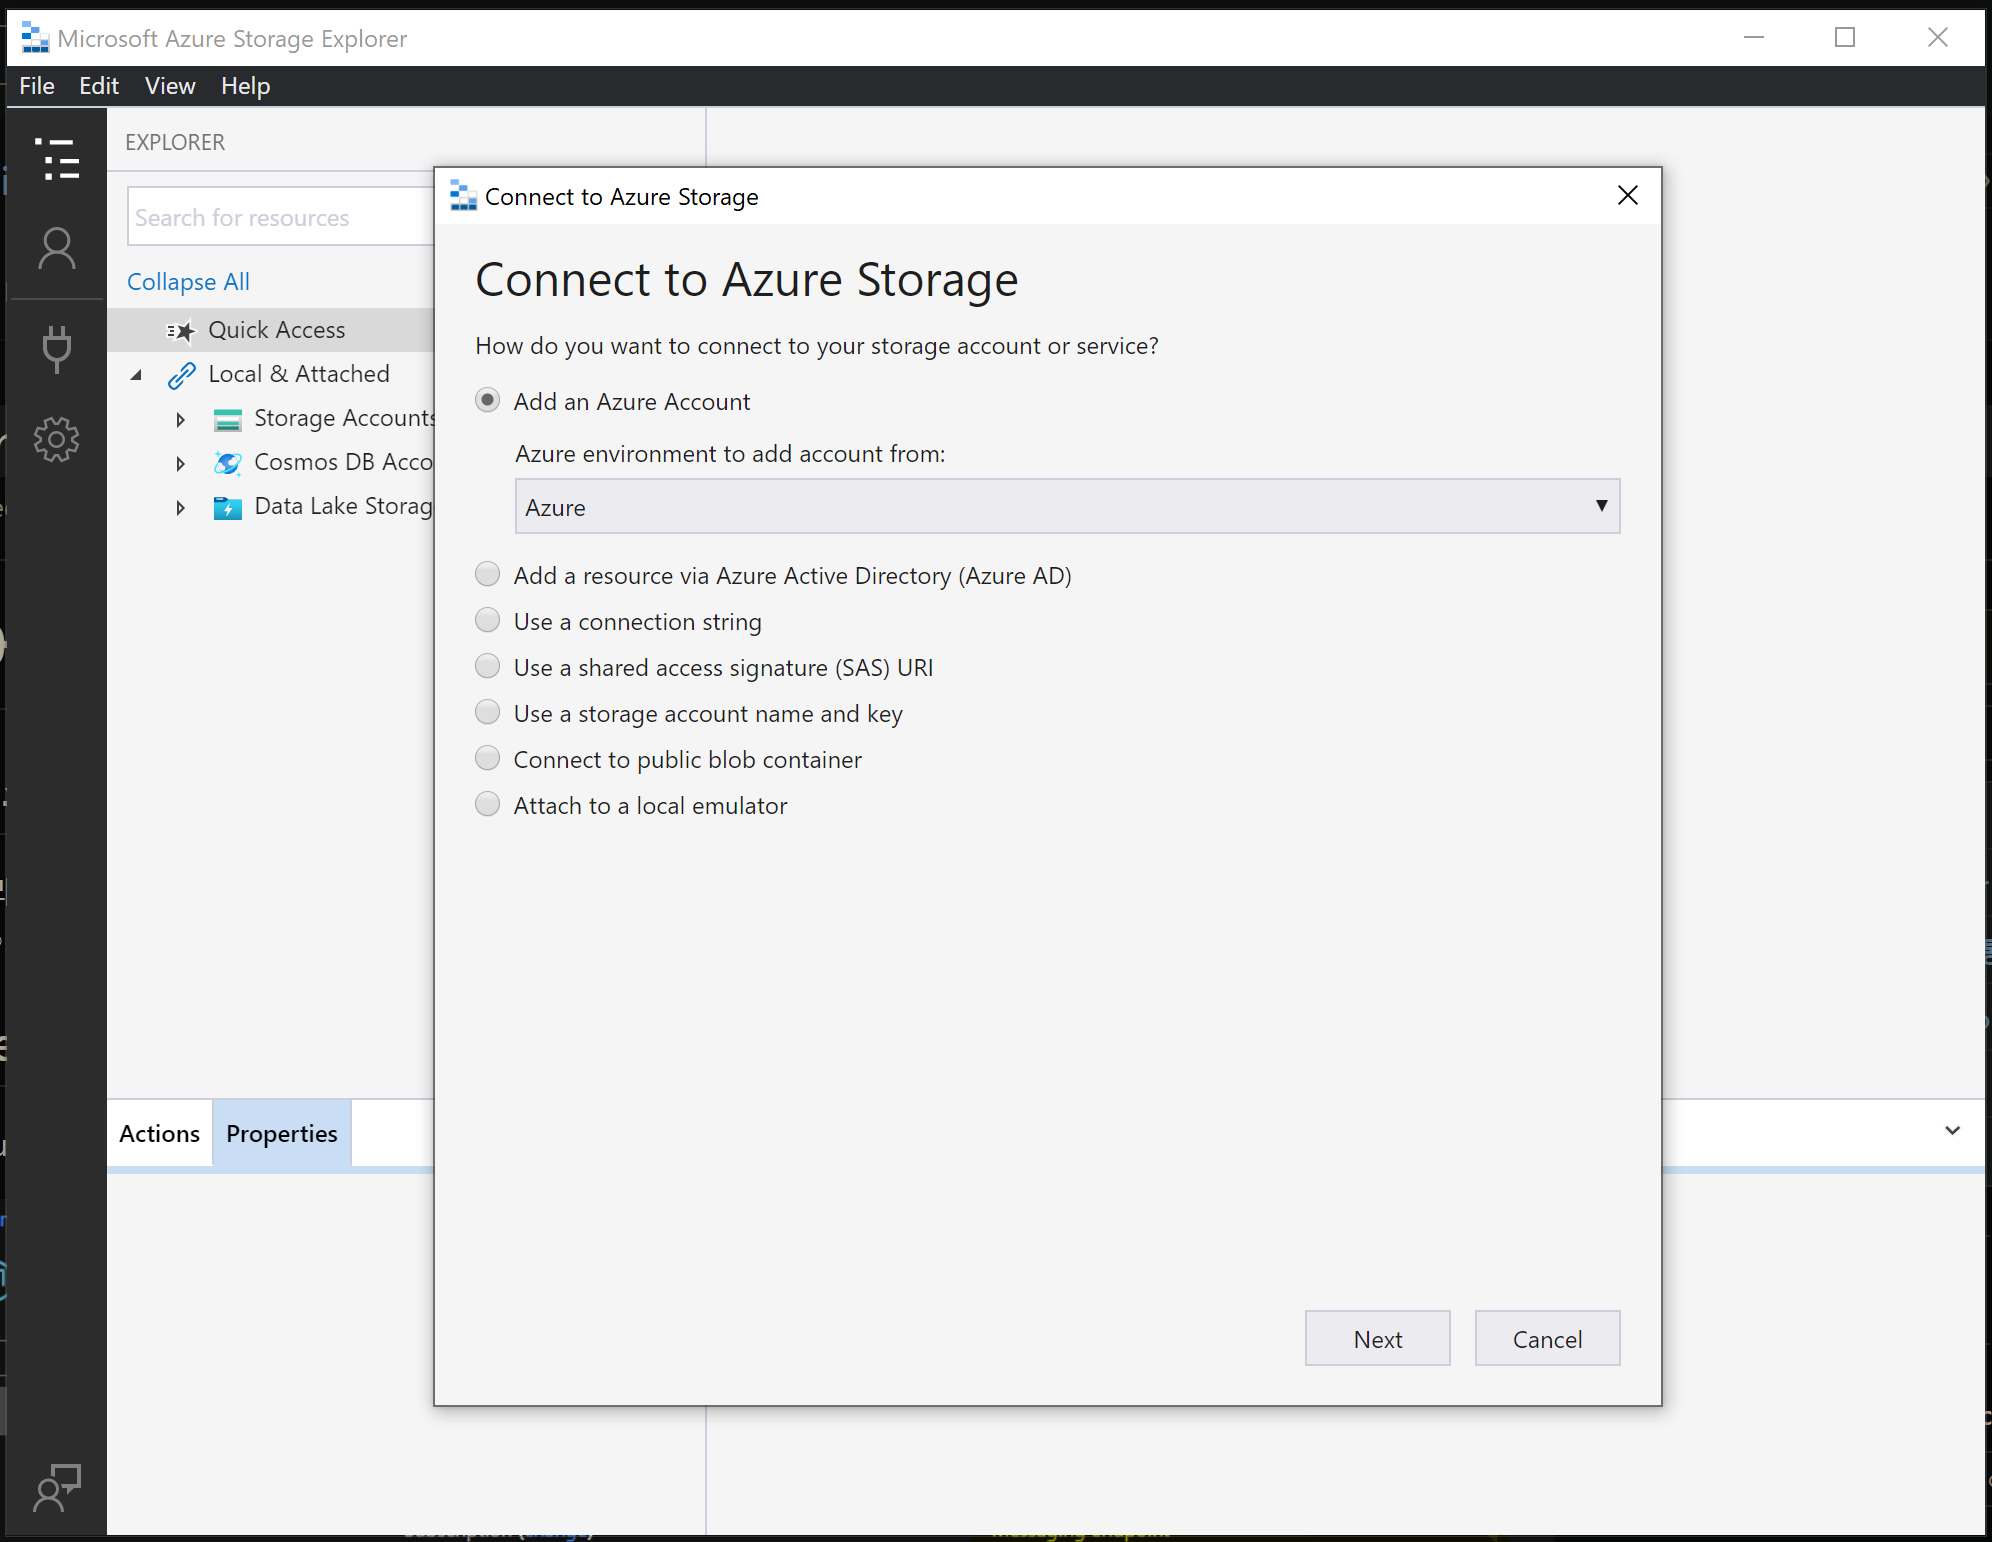 Microsoft Azure Storage Explorer
File Edit View Help
EXPLORER
Search for resources
Collapse All
Quick Access
Local & Attached
Storage Accounts
Cosmos DB Acco
Data Lake Storag
Actions Properties
Connect to Azure Storage
Connect to Azure Storage
How do you want to connect to your storage account or service?
Add an Azure Account
Azure environment to add account from:
Azure
Add a resource via Azure Active Directory (Azure AD)
Use a connection string
Use a shared access signature (SAS) URI
Use a storage account name and key
Connect to public blob container
Attach to a local emulator
Next Cancel